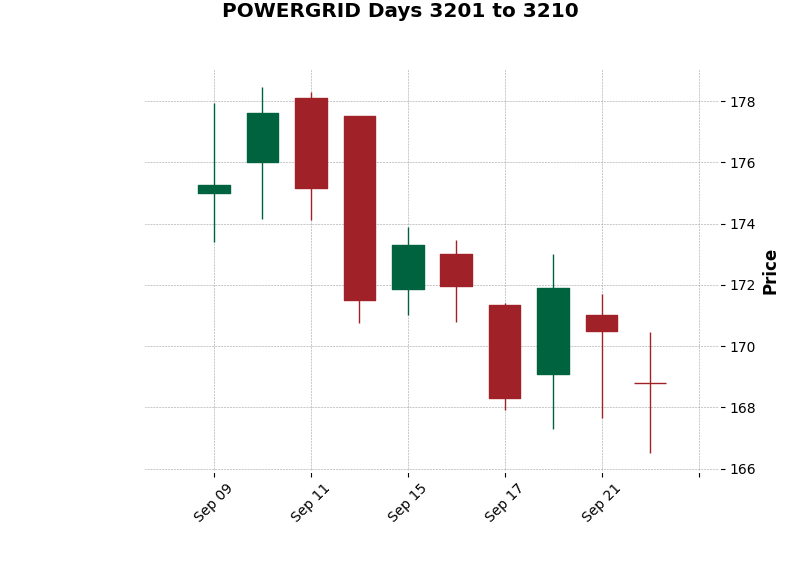 POWERGRID Days 3201 to 3210
178
176
174
172
170
168
166
Price
Sep 09
Sep 11
Sep 15
Sep 17
Sep 21